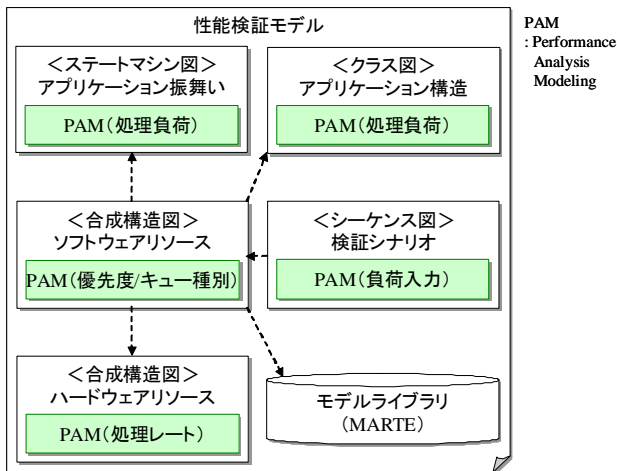 性能検証モデル
PAM
: Performance
Analysis
Modeling
＜ステートマシン図＞
アプリケーション振舞い
PAM（処理負荷）
＜クラス図＞
アプリケーション構造
PAM（処理負荷）
＜合成構造図＞
ソフトウェアリソース
PAM（優先度/キュー種別）
＜シーケンス図＞
検証シナリオ
PAM（負荷入力）
＜合成構造図＞
ハードウェアリソース
PAM（処理レート）
モデルライブラリ
（MARTE）